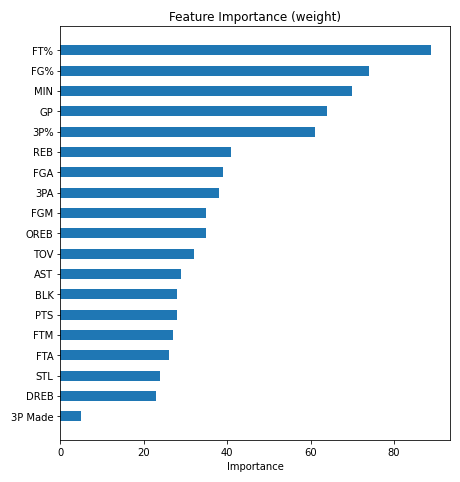 Feature Importance (weight)
FT%
FG%
MIN
GP
3P%
REB
FGA
3PA
FGM
OREB
TOV
AST
BLK
PTS
FTM
FTA
STL
DREB
3P Made
0 20 40 60 80
Importance